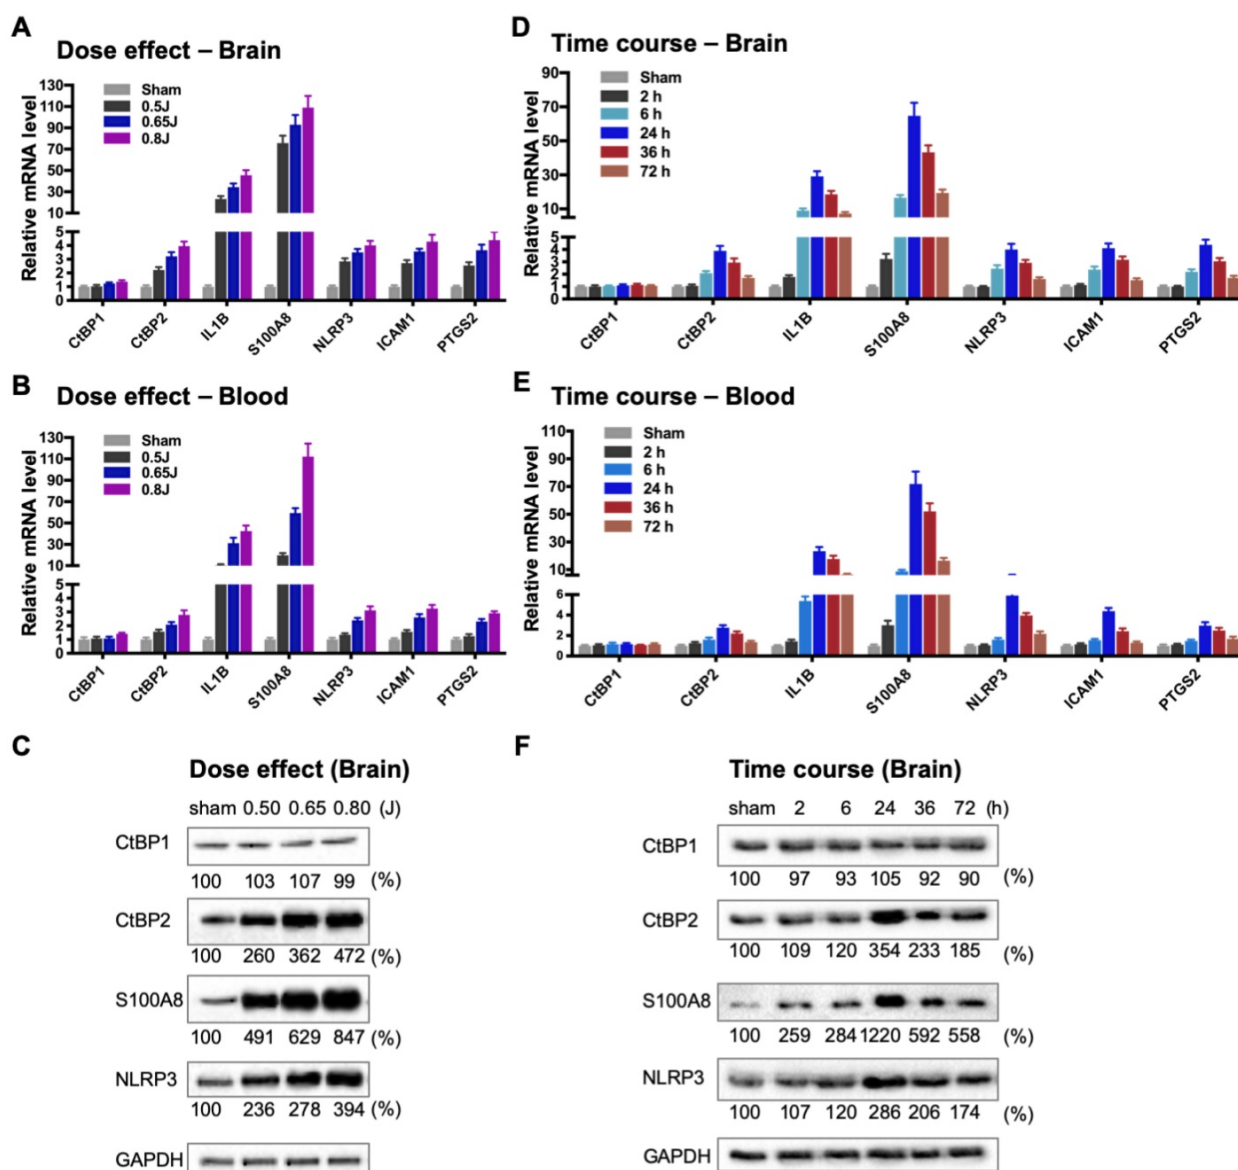 A
Dose effect – Brain
Relative mRNA level
130
110
90
70
50
30
10
5
4
3
2
1
0
Sham
0.5J
0.65J
0.8J
CtBP1
CtBP2
IL1B
S100A8
NLRP3
ICAM1
PTGS2
D
Time course – Brain
Relative mRNA level
90
70
50
30
10
5
4
3
2
1
0
Sham
2 h
6 h
24 h
36 h
72 h
CtBP1
CtBP2
IL1B
S100A8
NLRP3
ICAM1
PTGS2
B
Dose effect – Blood
Relative mRNA level
130
110
90
70
50
30
10
5
4
3
2
1
0
Sham
0.5J
0.65J
0.8J
CtBP1
CtBP2
IL1B
S100A8
NLRP3
ICAM1
PTGS2
E
Time course – Blood
Relative mRNA level
110
90
70
50
30
10
6
4
2
0
Sham
2 h
6 h
24 h
36 h
72 h
CtBP1
CtBP2
IL1B
S100A8
NLRP3
ICAM1
PTGS2
C
Dose effect (Brain)
sham 0.50 0.65 0.80 (J)
CtBP1
100 103 107 99 (%)
CtBP2
100 260 362 472 (%)
S100A8
100 491 629 847 (%)
NLRP3
100 236 278 394 (%)
GAPDH
F
Time course (Brain)
sham 2 6 24 36 72 (h)
CtBP1
100 97 93 105 92 90 (%)
CtBP2
100 109 120 354 233 185 (%)
S100A8
100 259 284 1220 592 558 (%)
NLRP3
100 107 120 286 206 174 (%)
GAPDH